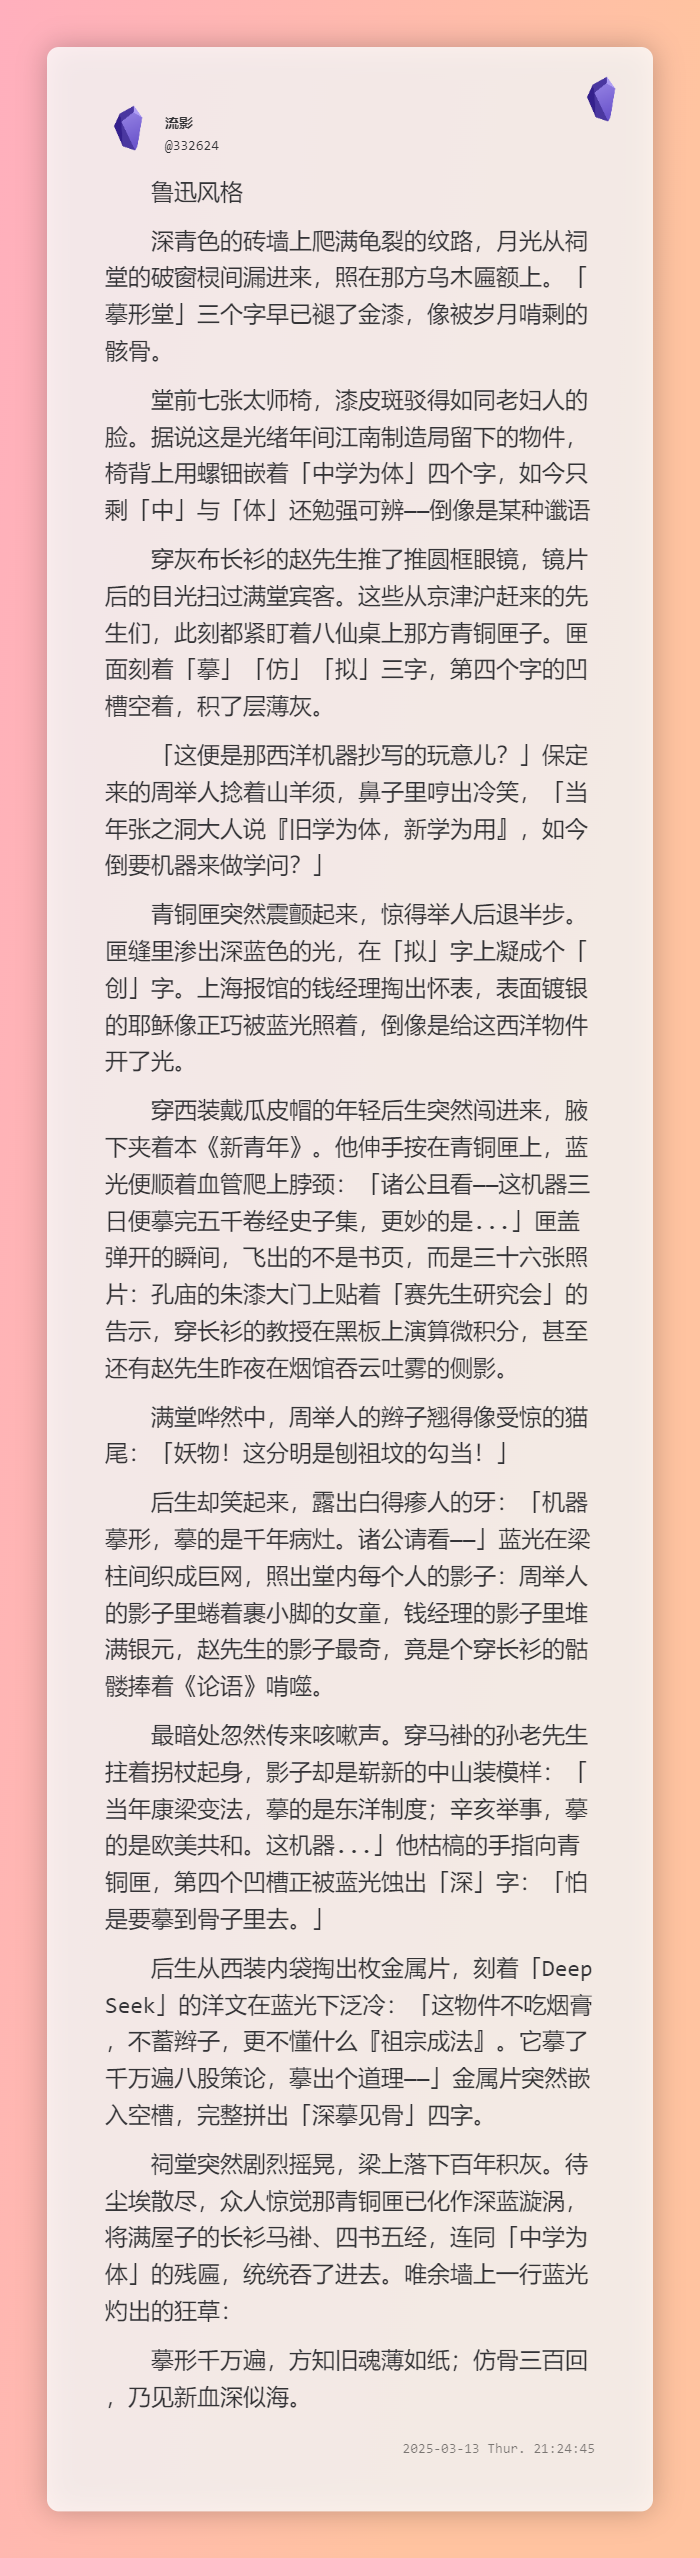 流影
@332624
鲁迅风格
深青色的砖墙上爬满龟裂的纹路，月光从祠
堂的破窗棂间漏进来，照在那方乌木匾额上。「
摹形堂」三个字早已褪了金漆，像被岁月啃剩的
骸骨。
堂前七张太师椅，漆皮斑驳得如同老妇人的
脸。据说这是光绪年间江南制造局留下的物件，
椅背上用螺钿嵌着「中学为体」四个字，如今只
剩「中」与「体」还勉强可辨——倒像是某种谶语
穿灰布长衫的赵先生推了推圆框眼镜，镜片
后的目光扫过满堂宾客。这些从京津沪赶来的先
生们，此刻都紧盯着八仙桌上那方青铜匣子。匣
面刻着「摹」「仿」「拟」三字，第四个字的凹
槽空着，积了层薄灰。
「这便是那西洋机器抄写的玩意儿？」保定
来的周举人捻着山羊须，鼻子里哼出冷笑，「当
年张之洞大人说『旧学为体，新学为用』，如今
倒要机器来做学问？」
青铜匣突然震颤起来，惊得举人后退半步。
匣缝里渗出深蓝色的光，在「拟」字上凝成个「
创」字。上海报馆的钱经理掏出怀表，表面镀银
的耶稣像正巧被蓝光照着，倒像是给这西洋物件
开了光。
穿西装戴瓜皮帽的年轻后生突然闯进来，腋
下夹着本《新青年》。他伸手按在青铜匣上，蓝
光便顺着血管爬上脖颈：「诸公且看——这机器三
日便摹完五千卷经史子集，更妙的是...」匣盖
弹开的瞬间，飞出的不是书页，而是三十六张照
片：孔庙的朱漆大门上贴着「赛先生研究会」的
告示，穿长衫的教授在黑板上演算微积分，甚至
还有赵先生昨夜在烟馆吞云吐雾的侧影。
满堂哗然中，周举人的辫子翘得像受惊的猫
尾：「妖物！这分明是刨祖坟的勾当！」
后生却笑起来，露出白得瘆人的牙：「机器
摹形，摹的是千年病灶。诸公请看——」蓝光在梁
柱间织成巨网，照出堂内每个人的影子：周举人
的影子里蜷着裹小脚的女童，钱经理的影子里堆
满银元，赵先生的影子最奇，竟是个穿长衫的骷
髅捧着《论语》啃噬。
最暗处忽然传来咳嗽声。穿马褂的孙老先生
拄着拐杖起身，影子却是崭新的中山装模样：「
当年康梁变法，摹的是东洋制度；辛亥举事，摹
的是欧美共和。这机器...」他枯槁的手指向青
铜匣，第四个凹槽正被蓝光蚀出「深」字：「怕
是要摹到骨子里去。」
后生从西装内袋掏出枚金属片，刻着「Deep
Seek」的洋文在蓝光下泛冷：「这物件不吃烟膏
，不蓄辫子，更不懂什么『祖宗成法』。它摹了
千万遍八股策论，摹出个道理——」金属片突然嵌
入空槽，完整拼出「深摹见骨」四字。
祠堂突然剧烈摇晃，梁上落下百年积灰。待
尘埃散尽，众人惊觉那青铜匣已化作深蓝漩涡，
将满屋子的长衫马褂、四书五经，连同「中学为
体」的残匾，统统吞了进去。唯余墙上一行蓝光
灼出的狂草：
摹形千万遍，方知旧魂薄如纸；仿骨三百回
，乃见新血深似海。
2025-03-13 Thur. 21:24:45